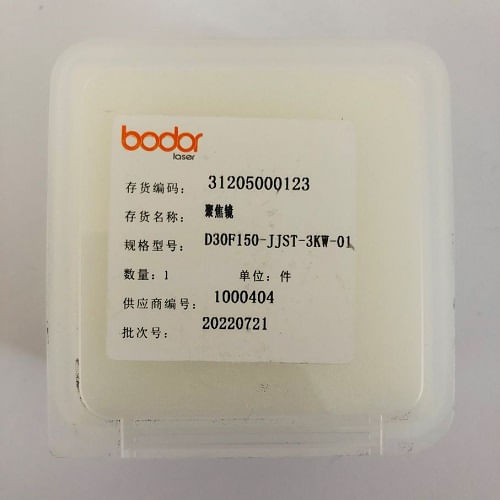 bodor
laser
存货编码: 31205000123
存货名称: 聚焦镜
规格型号: D30F150-JJST-3KW-01
数量: 1 单位: 件
供应商编号: 1000404
批次号: 20220721